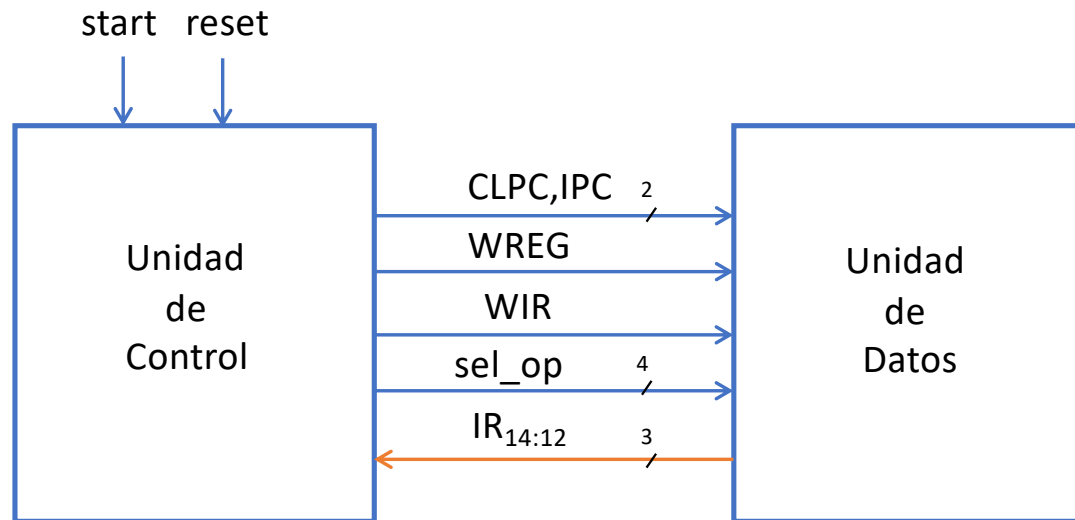 start reset
CLPC,IPC 2
WREG
WIR
sel_op 4
IR14:12 3
Unidad
de
Control
Unidad
de
Datos